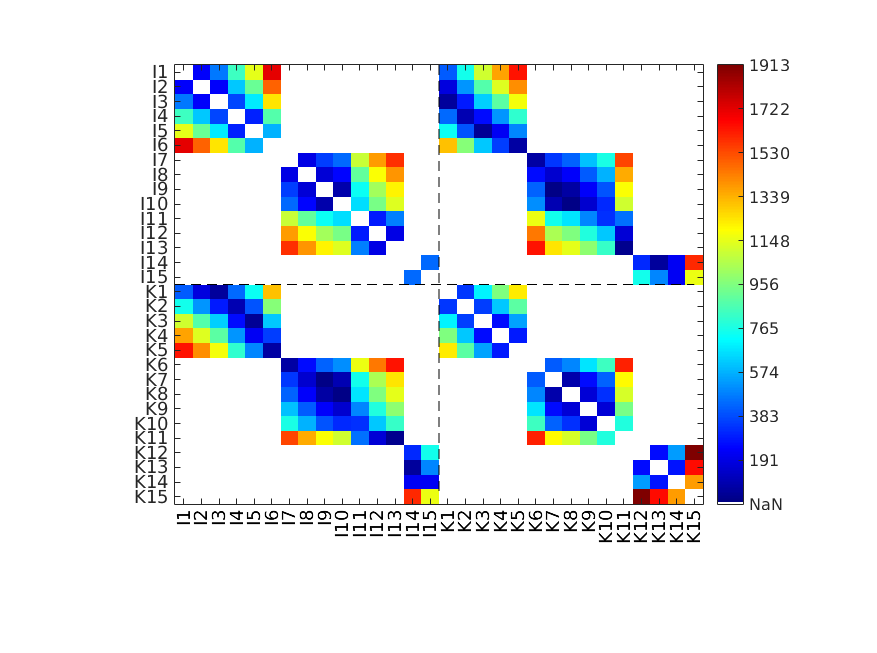 I1
I2
I3
I4
I5
I6
I7
I8
I9
I10
I11
I12
I13
I14
I15
K1
K2
K3
K4
K5
K6
K7
K8
K9
K10
K11
K12
K13
K14
K15
I1 I2 I3 I4 I5 I6 I7 I8 I9 I10 I11 I12 I13 I14 I15 K1 K2 K3 K4 K5 K6 K7 K8 K9 K10 K11 K12 K13 K14 K15
1913
1722
1530
1339
1148
956
765
574
383
191
NaN